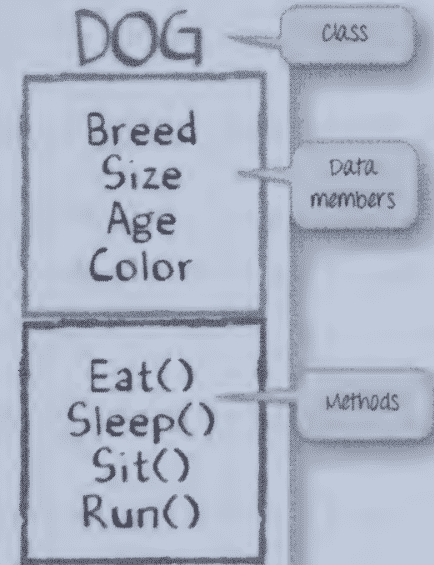 DOG
class
Breed
Size
Age
Color
Data
members
Eat()
Sleep()
Sit()
Run()
Methods